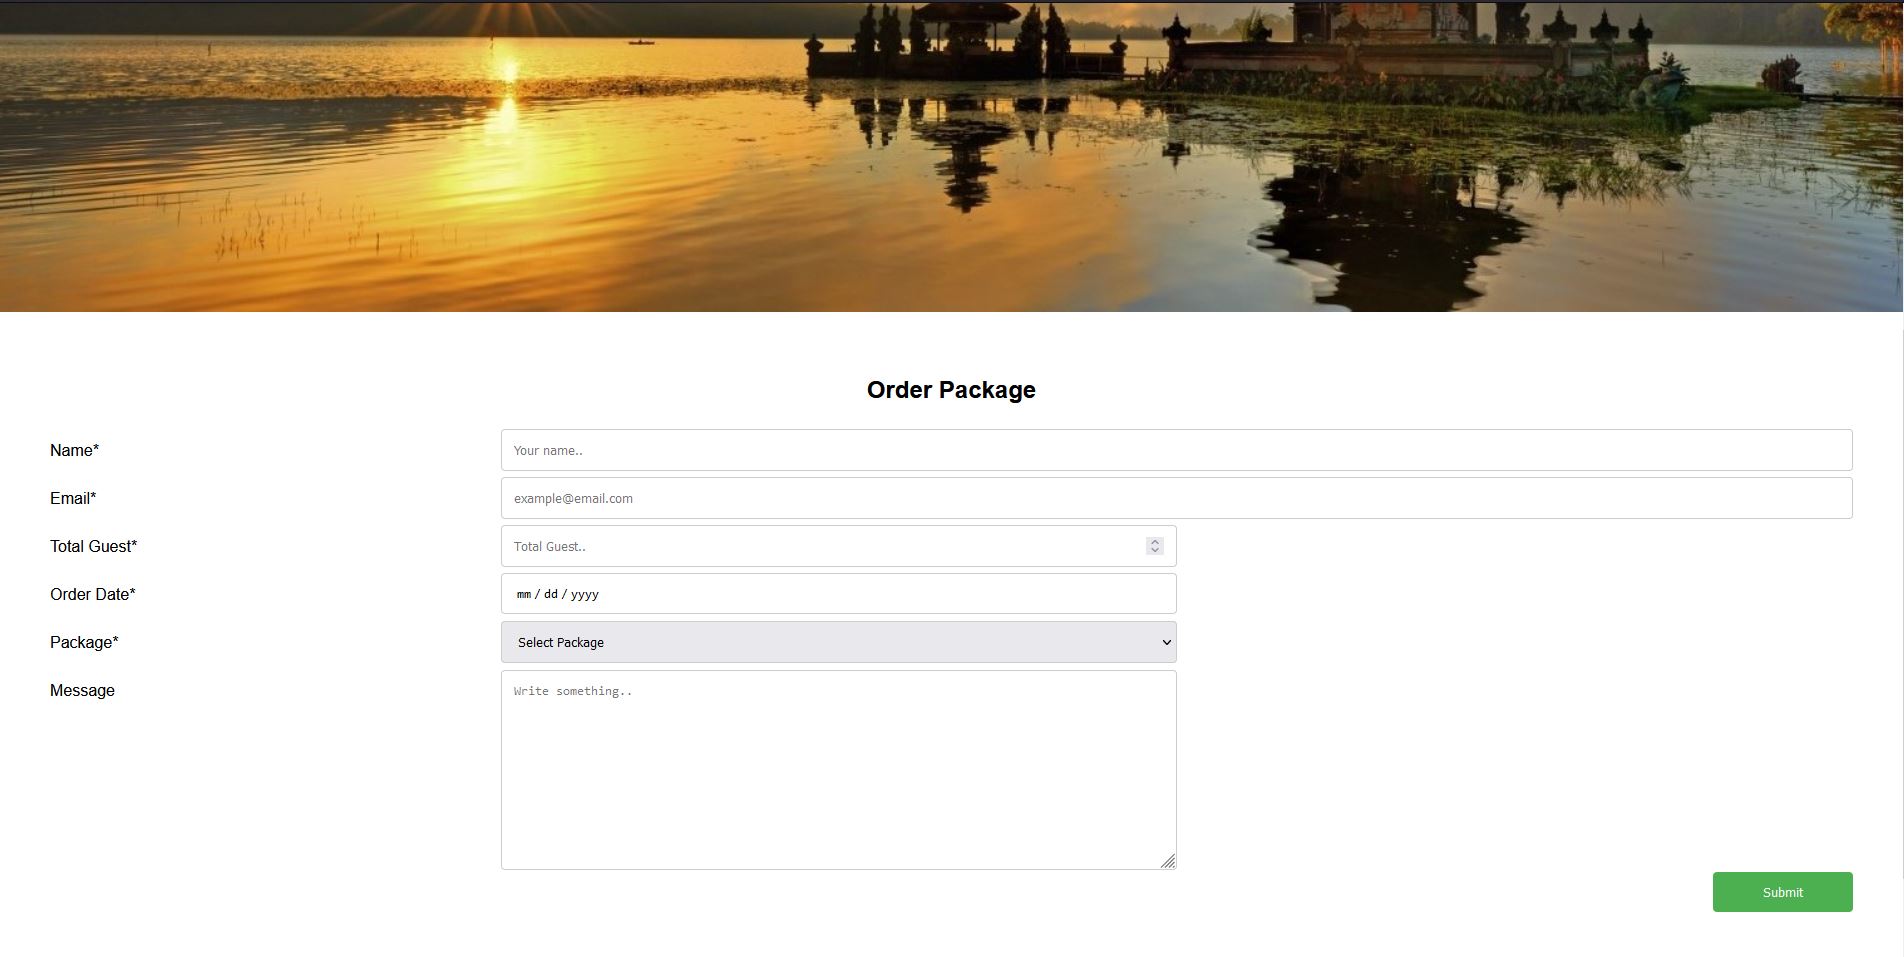 Order Package
Name*
Your name..
Email*
example@email.com
Total Guest*
Total Guest..
Order Date*
mm / dd / yyyy
Package*
Select Package
Message
Write something..
Submit